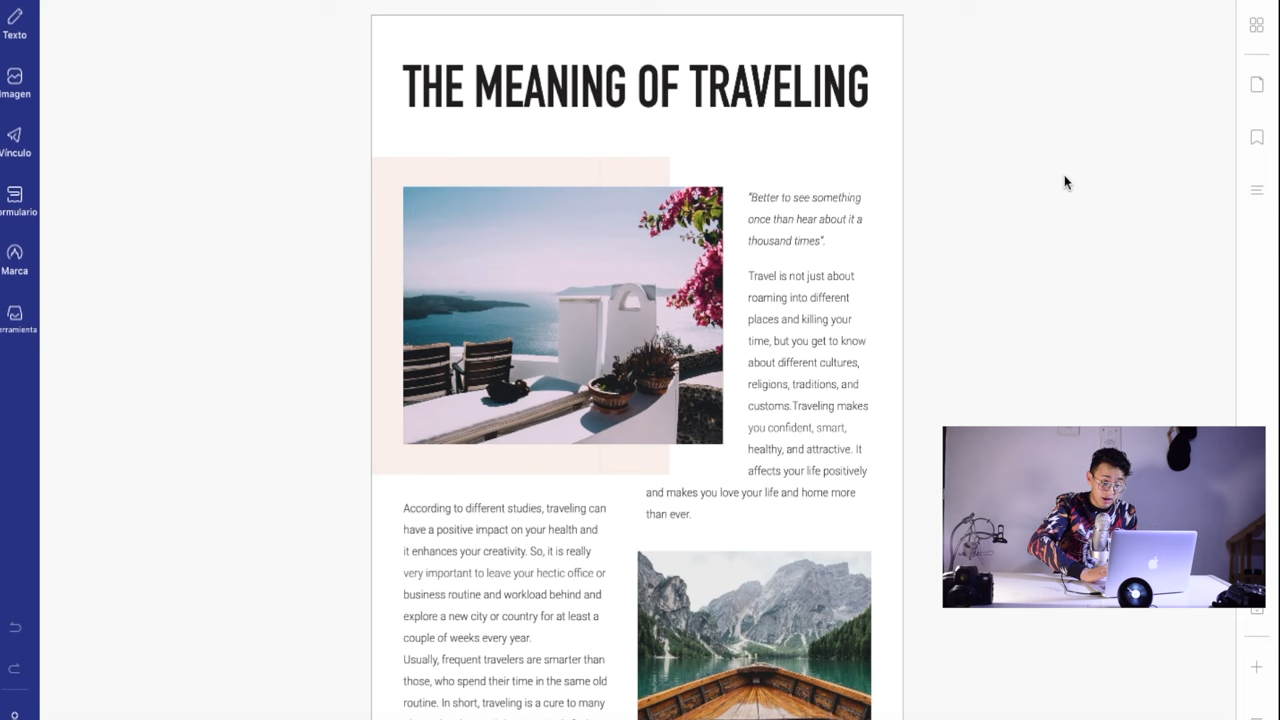 Texto
Imagen
Vínculo
ormulario
Marca
erramienta
THE MEANING OF TRAVELING
"Better to see something
once than hear about it a
thousand times".
Travel is not just about
roaming into different
places and killing your
time, but you get to know
about different cultures,
religions, traditions, and
customs.Traveling makes
you confident, smart,
healthy, and attractive. It
affects your life positively
and makes you love your life and home more
than ever.
According to different studies, traveling can
have a positive impact on your health and
it enhances your creativity. So, it is really
very important to leave your hectic office or
business routine and workload behind and
explore a new city or country for at least a
couple of weeks every year.
Usually, frequent travelers are smarter than
those, who spend their time in the same old
routine. In short, traveling is a cure to many